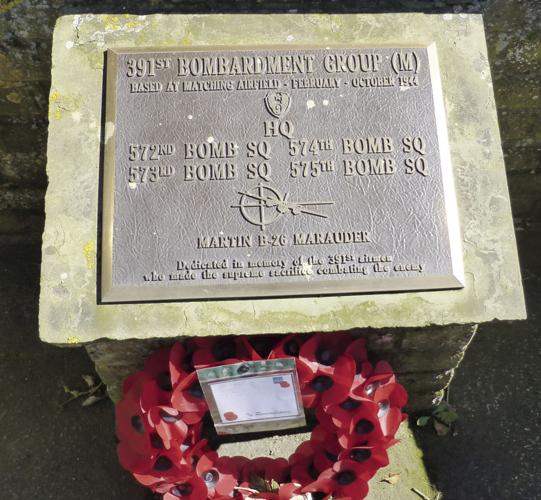 391ST BOMBARDMENT GROUP (M)
BASED AT MATCHING AIRFIELD - FEBRUARY - OCTOBER 1944
HQ
572ND BOMB SQ 574TH BOMB SQ
573RD BOMB SQ 575TH BOMB SQ
MARTIN B-26 MARAUDER
Dedicated in memory of the 391st airmen
who made the supreme sacrifice combating the enemy